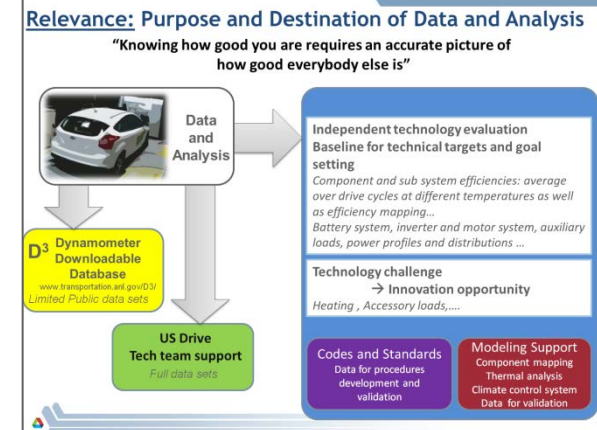 Relevance: Purpose and Destination of Data and Analysis
“Knowing how good you are requires an accurate picture of
how good everybody else is”
Data
and
Analysis
D³ Dynamometer
Downloadable
Database
www.transportation.anl.gov/D3/
Limited Public data sets
US Drive
Tech team support
Full data sets
Independent technology evaluation
Baseline for technical targets and goal
setting
Component and sub system efficiencies: average
over drive cycles at different temperatures as well
as efficiency mapping…
Battery system, inverter and motor system, auxiliary
loads, power profiles and distributions …
Technology challenge
→ Innovation opportunity
Heating , Accessory loads,….
Codes and Standards
Data for procedures
development and
validation
Modeling Support
Component mapping
Thermal analysis
Climate control system
Data for validation